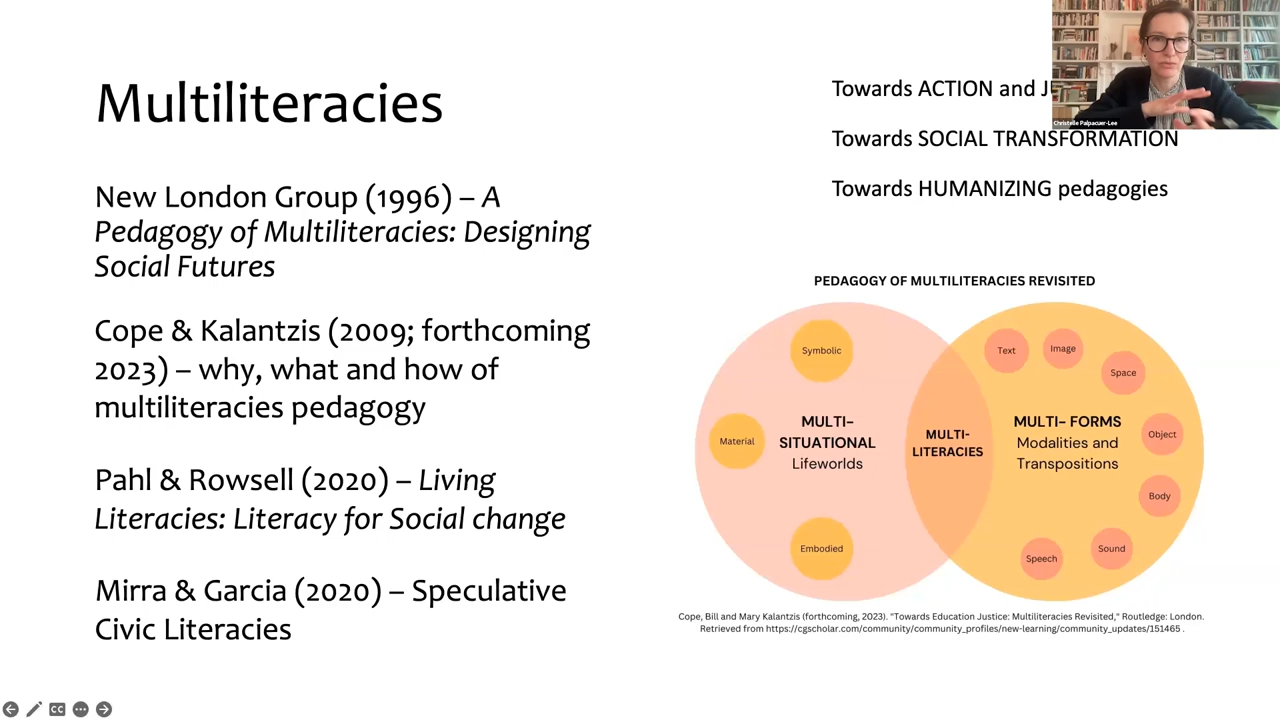 Multiliteracies
New London Group (1996) – A
Pedagogy of Multiliteracies: Designing
Social Futures
Cope & Kalantzis (2009; forthcoming
2023) – why, what and how of
multiliteracies pedagogy
Pahl & Rowsell (2020) – Living
Literacies: Literacy for Social change
Mirra & Garcia (2020) – Speculative
Civic Literacies
Towards ACTION and
Towards SOCIAL TRANSFORMATION
Towards HUMANIZING pedagogies
Christelle Palpacuer-Lee
PEDAGOGY OF MULTILITERACIES REVISITED
Symbolic
Material
MULTI-
SITUATIONAL
Lifeworlds
Embodied
MULTI-
LITERACIES
MULTI- FORMS
Modalities and
Transpositions
Text
Image
Space
Object
Body
Sound
Speech
Cope, Bill and Mary Kalantzis (forthcoming, 2023). "Towards Education Justice: Multiliteracies Revisited," Routledge: London.
Retrieved from https://cgscholar.com/community/community_profiles/new-learning/community_updates/151465 .
CC